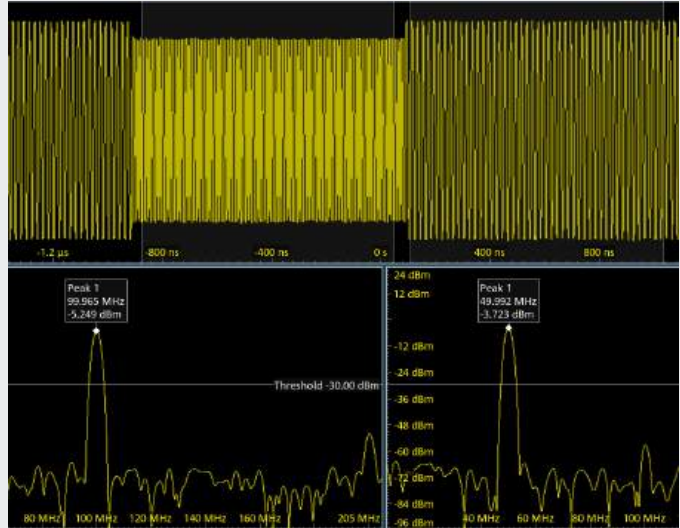 -1.2 µs -800 ns -400 ns 0 s 400 ns 800 ns
Peak 1
99.965 MHz
-5.249 dBm
Threshold -30.00 dBm
80 MHz 100 MHz 120 MHz 140 MHz 160 MHz 205 MHz
24 dBm
12 dBm
-12 dBm
-24 dBm
-36 dBm
-48 dBm
-60 dBm
-72 dBm
-84 dBm
-96 dBm
Peak 1
49.992 MHz
-3.723 dBm
40 MHz 60 MHz 80 MHz 100 MHz